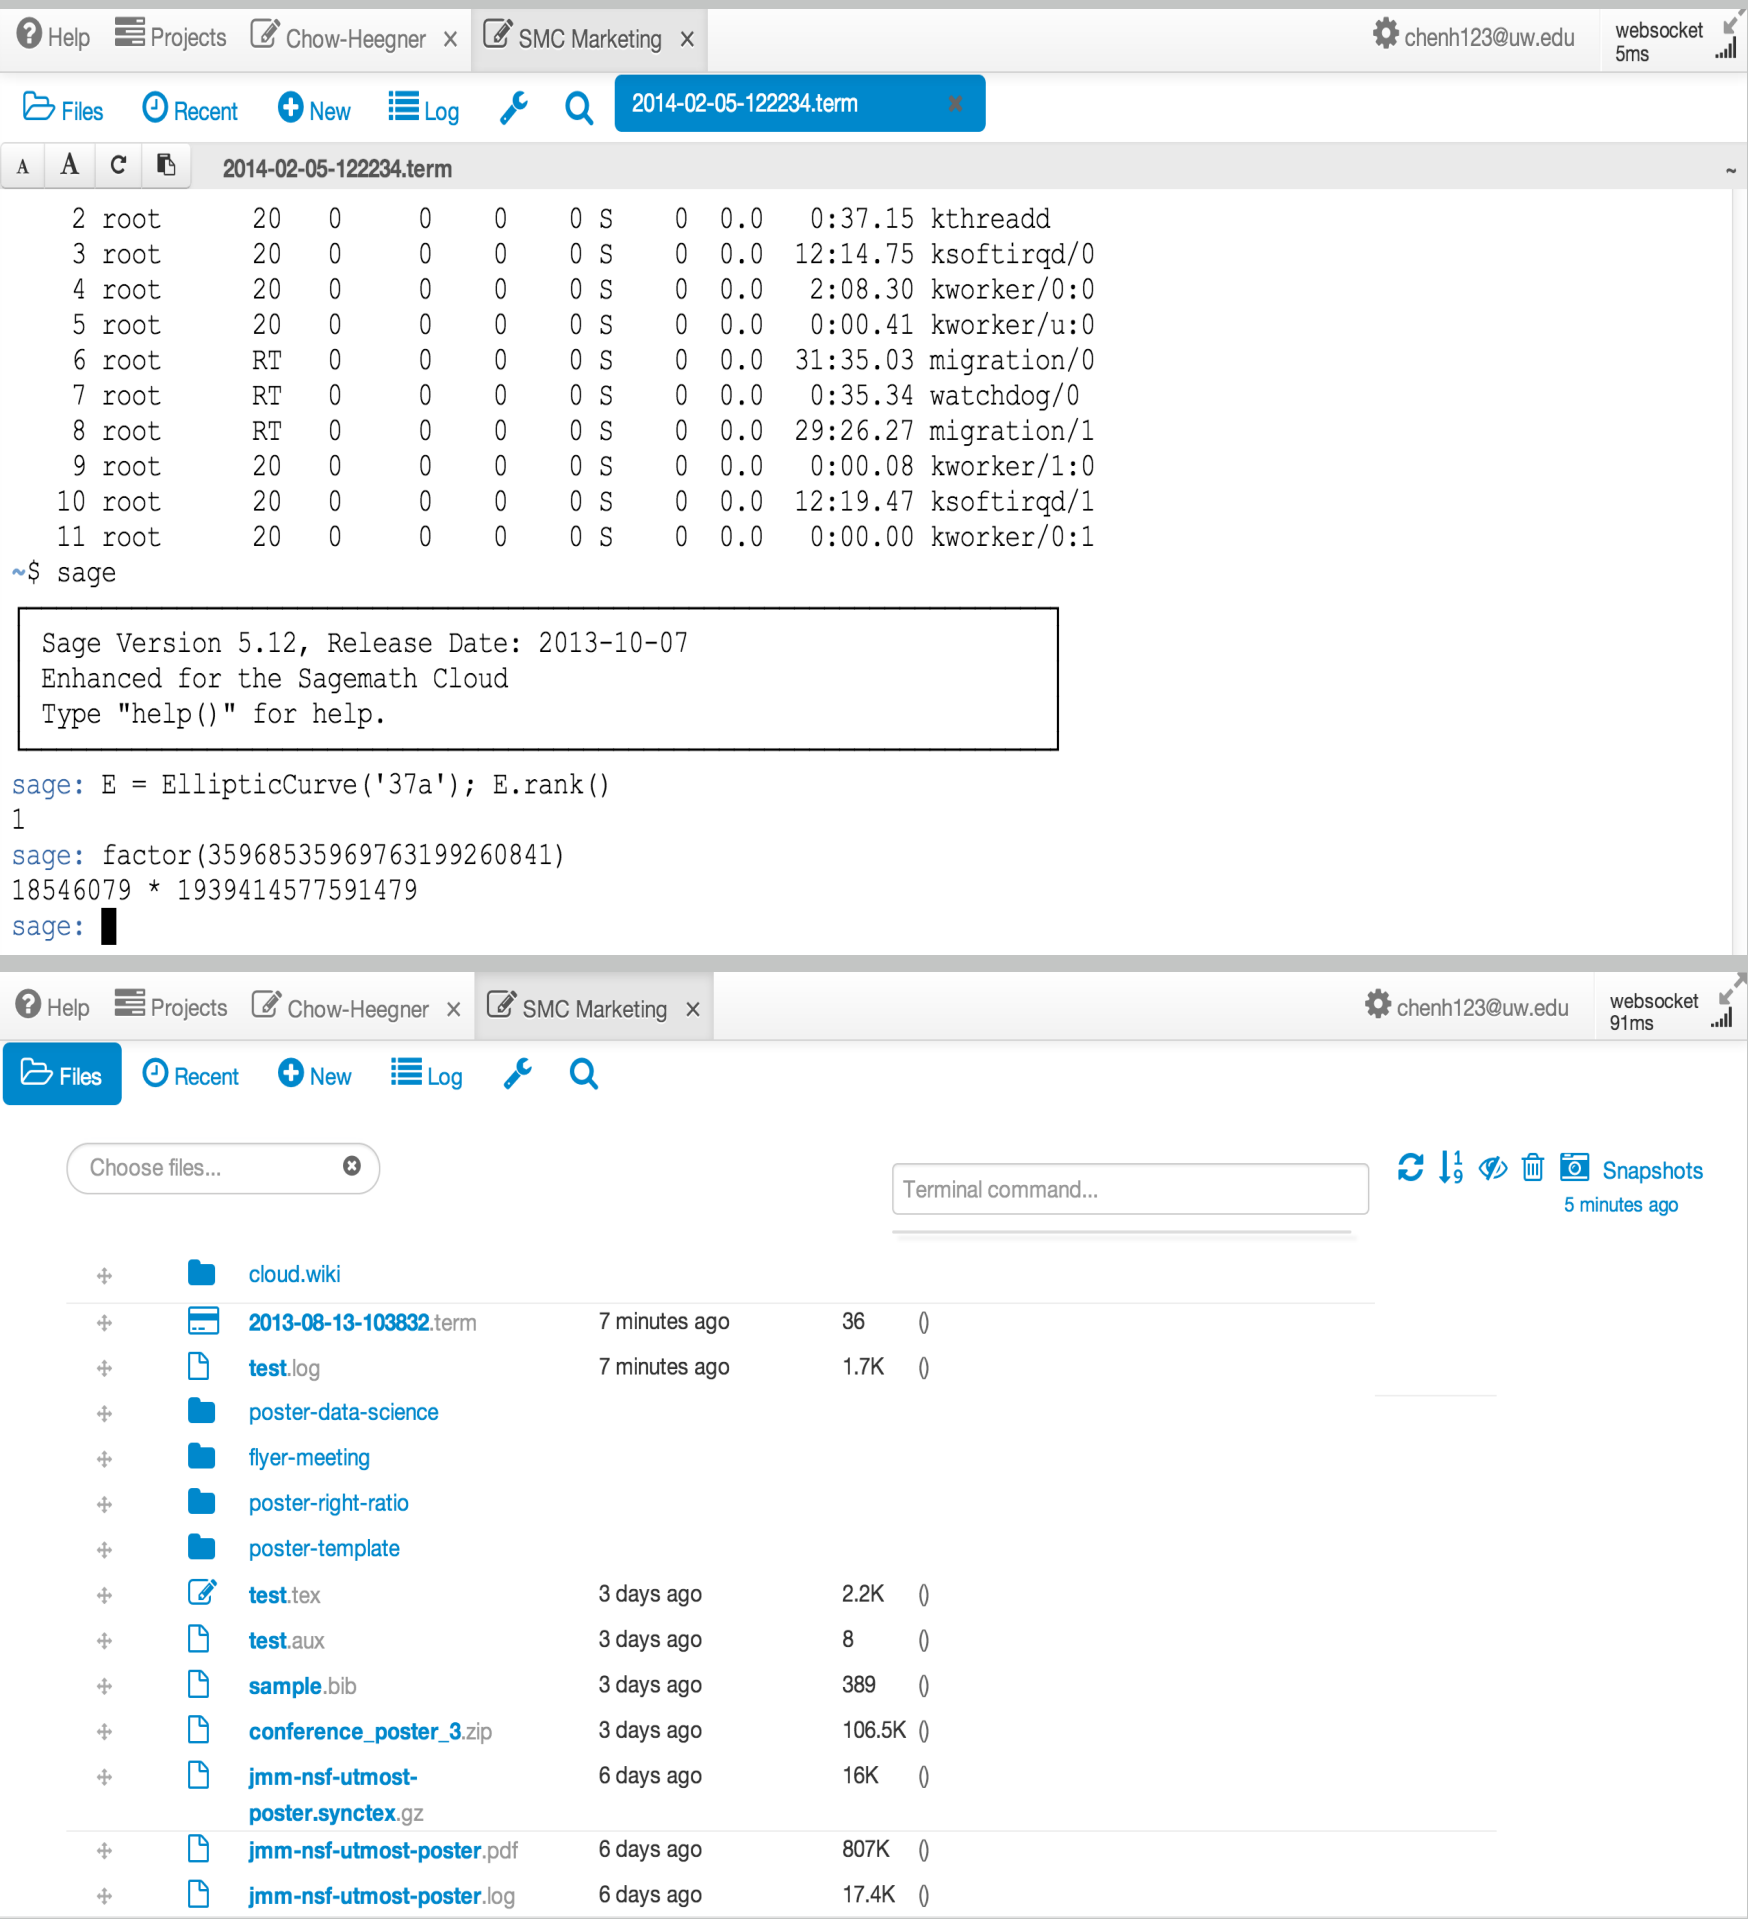 Help Projects Chow-Heegner x SMC Marketing x chenh123@uw.edu websocket
5ms
Files Recent New Log 2014-02-05-122234.term x
A A C 2014-02-05-122234.term ~
2 root 20 0 0 0 0 S 0 0.0 0:37.15 kthreadd
3 root 20 0 0 0 0 S 0 0.0 12:14.75 ksoftirqd/0
4 root 20 0 0 0 0 S 0 0.0 2:08.30 kworker/0:0
5 root 20 0 0 0 0 S 0 0.0 0:00.41 kworker/u:0
6 root RT 0 0 0 0 S 0 0.0 31:35.03 migration/0
7 root RT 0 0 0 0 S 0 0.0 0:35.34 watchdog/0
8 root RT 0 0 0 0 S 0 0.0 29:26.27 migration/1
9 root 20 0 0 0 0 S 0 0.0 0:00.08 kworker/1:0
10 root 20 0 0 0 0 S 0 0.0 12:19.47 ksoftirqd/1
11 root 20 0 0 0 0 S 0 0.0 0:00.00 kworker/0:1
~$ sage
Sage Version 5.12, Release Date: 2013-10-07
Enhanced for the Sagemath Cloud
Type "help()" for help.
sage: E = EllipticCurve('37a'); E.rank()
1
sage: factor(35968535969763199260841)
18546079 * 1939414577591479
sage:
Help Projects Chow-Heegner x SMC Marketing x chenh123@uw.edu websocket
91ms
Files Recent New Log
Choose files...
Terminal command...
Snapshots
5 minutes ago
cloud.wiki
2013-08-13-103832.term 7 minutes ago 36 ()
test.log 7 minutes ago 1.7K ()
poster-data-science
flyer-meeting
poster-right-ratio
poster-template
test.tex 3 days ago 2.2K ()
test.aux 3 days ago 8 ()
sample.bib 3 days ago 389 ()
conference_poster_3.zip 3 days ago 106.5K ()
jmm-nsf-utmost- 6 days ago 16K ()
poster.synctex.gz
jmm-nsf-utmost-poster.pdf 6 days ago 807K ()
jmm-nsf-utmost-poster.log 6 days ago 17.4K ()